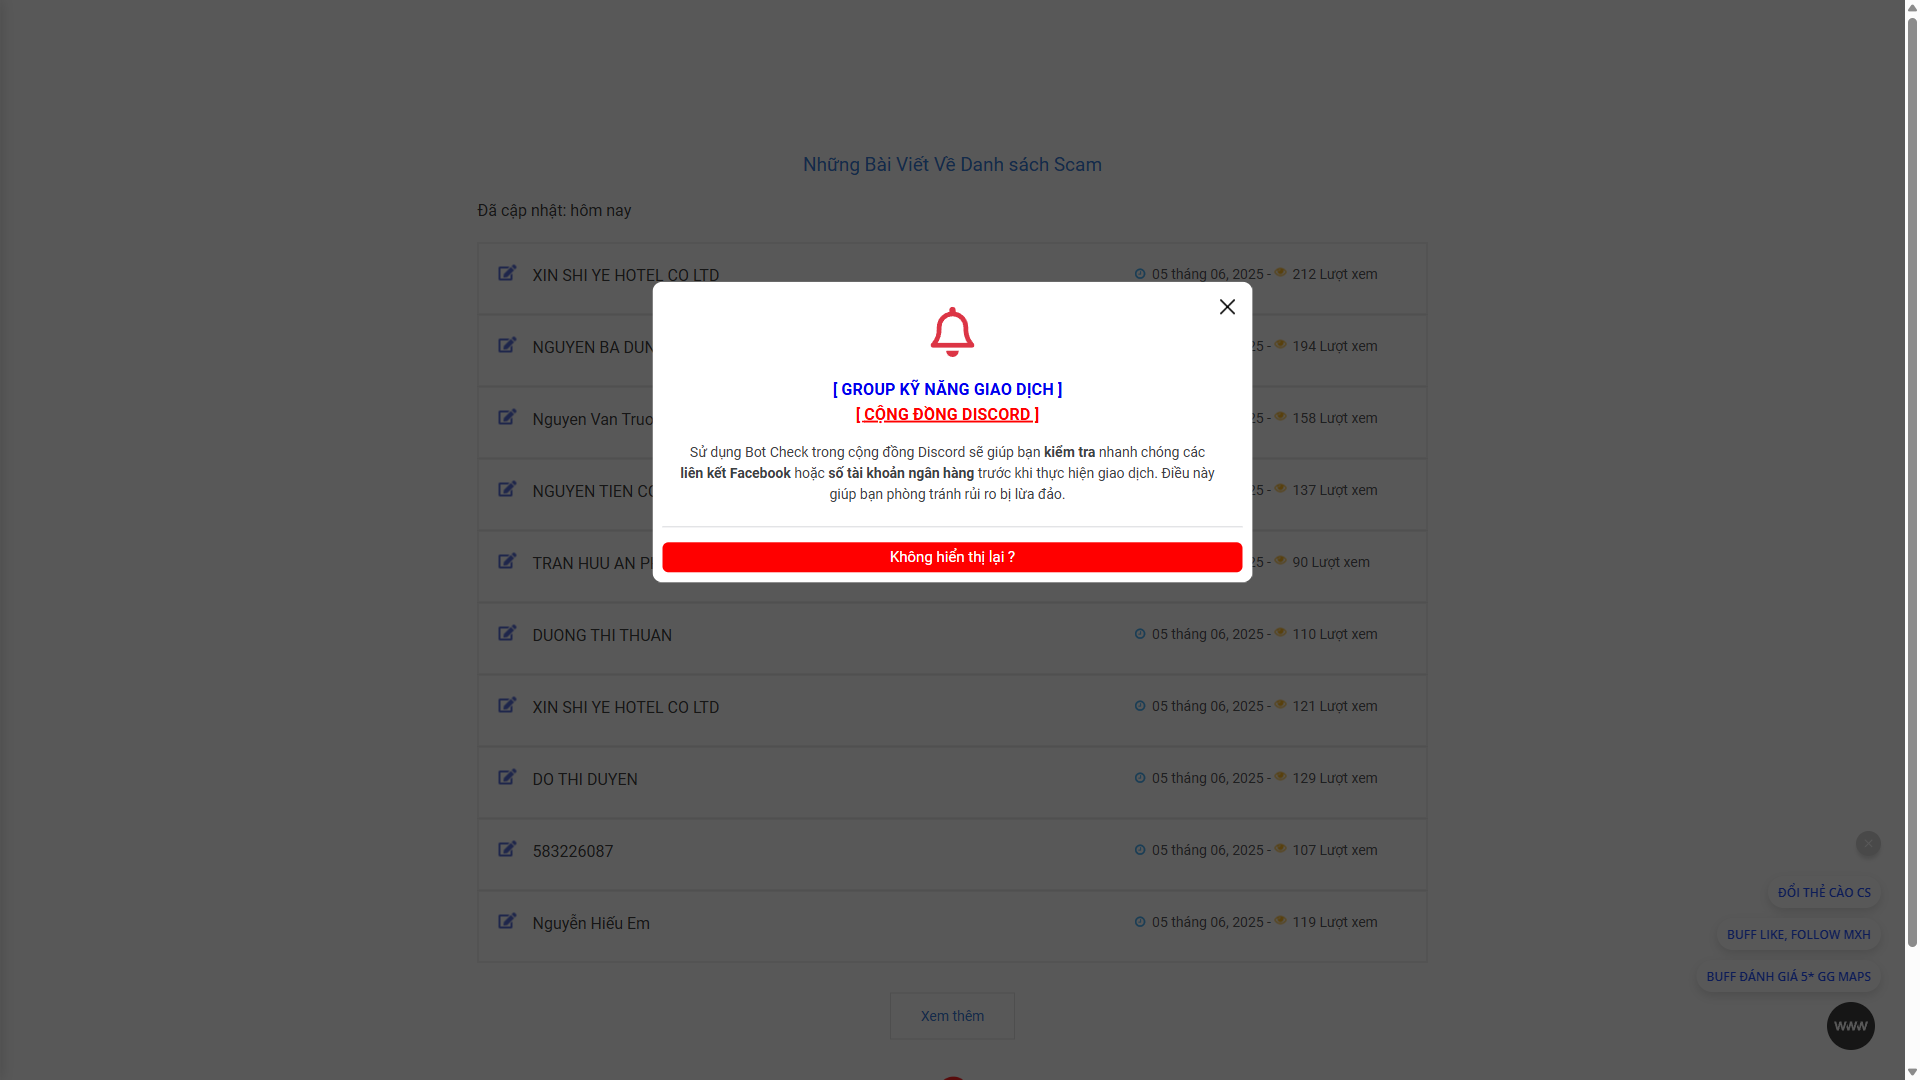 Những Bài Viết Về Danh sách Scam
Đã cập nhật: hôm nay
XIN SHI YE HOTEL CO LTD
05 tháng 06, 2025 - 212 Lượt xem
[ GROUP KỸ NĂNG GIAO DỊCH ]
[ CỘNG ĐỒNG DISCORD ]
Sử dụng Bot Check trong cộng đồng Discord sẽ giúp bạn kiểm tra nhanh chóng các
liên kết Facebook hoặc số tài khoản ngân hàng trước khi thực hiện giao dịch. Điều này
giúp bạn phòng tránh rủi ro bị lừa đảo.
Không hiển thị lại ?
NGUYEN BA DUN
25 - 194 Lượt xem
Nguyen Van Truo
25 - 158 Lượt xem
NGUYEN TIEN CO
25 - 137 Lượt xem
TRAN HUU AN P
25 - 90 Lượt xem
DUONG THI THUAN
05 tháng 06, 2025 - 110 Lượt xem
XIN SHI YE HOTEL CO LTD
05 tháng 06, 2025 - 121 Lượt xem
DO THI DUYEN
05 tháng 06, 2025 - 129 Lượt xem
583226087
05 tháng 06, 2025 - 107 Lượt xem
Nguyễn Hiếu Em
05 tháng 06, 2025 - 119 Lượt xem
Xem thêm
ĐỔI THẺ CÀO CS
BUFF LIKE, FOLLOW MXH
BUFF ĐÁNH GIÁ 5* GG MAPS
WWW